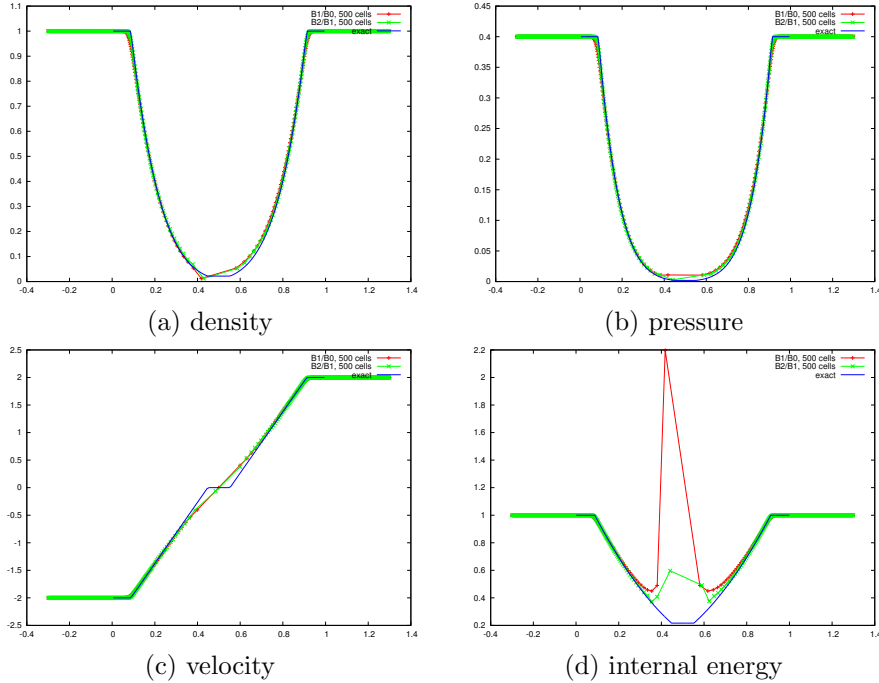 B1/B0, 500 cells
B2/B1, 500 cells
exact
1.1
1
0.9
0.8
0.7
0.6
0.5
0.4
0.3
0.2
0.1
0
-0.4 -0.2 0 0.2 0.4 0.6 0.8 1 1.2 1.4
(a) density
B1/B0, 500 cells
B2/B1, 500 cells
exact
0.45
0.4
0.35
0.3
0.25
0.2
0.15
0.1
0.05
0
-0.4 -0.2 0 0.2 0.4 0.6 0.8 1 1.2 1.4
(b) pressure
B1/B0, 500 cells
B2/B1, 500 cells
exact
2.5
2
1.5
1
0.5
0
-0.5
-1
-1.5
-2
-2.5
-0.4 -0.2 0 0.2 0.4 0.6 0.8 1 1.2 1.4
(c) velocity
B1/B0, 500 cells
B2/B1, 500 cells
exact
2.2
2
1.8
1.6
1.4
1.2
1
0.8
0.6
0.4
0.2
-0.4 -0.2 0 0.2 0.4 0.6 0.8 1 1.2 1.4
(d) internal energy